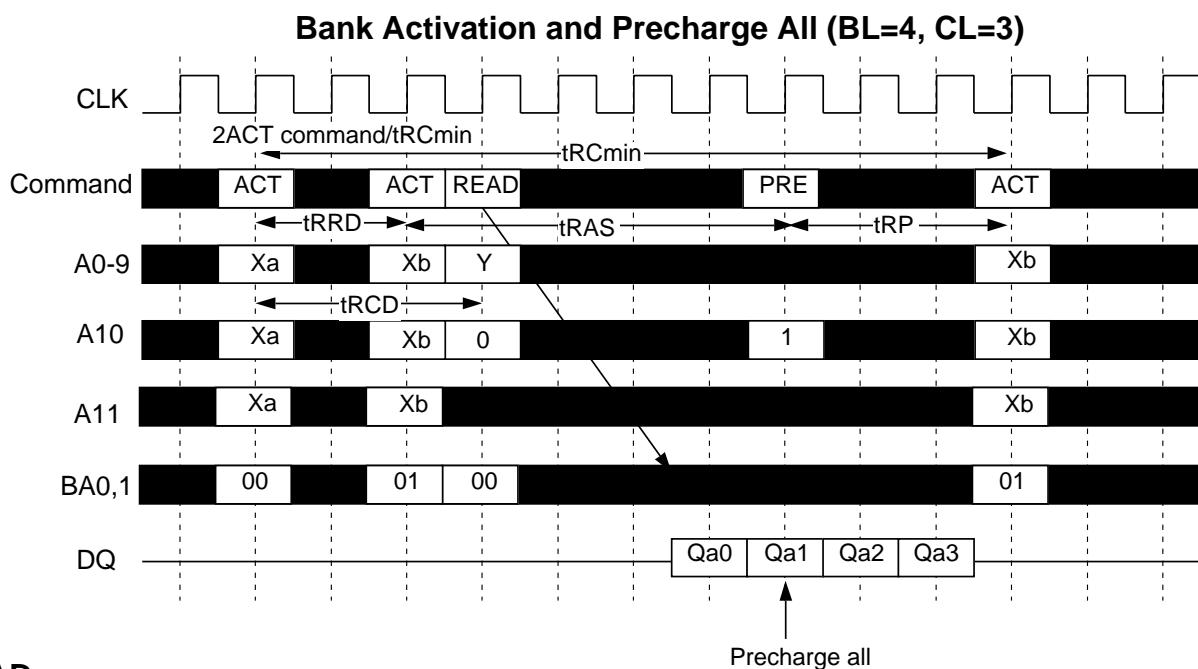 Bank Activation and Precharge All (BL=4, CL=3)
CLK
2ACT command/tRCmin
tRCmin
Command ACT ACT READ PRE ACT
tRRD tRAS tRP
A0-9 Xa Xb Y Xb
tRCD
A10 Xa Xb 0 1 Xb
A11 Xa Xb Xb
BA0,1 00 01 00 01
DQ Qa0 Qa1 Qa2 Qa3
Precharge all